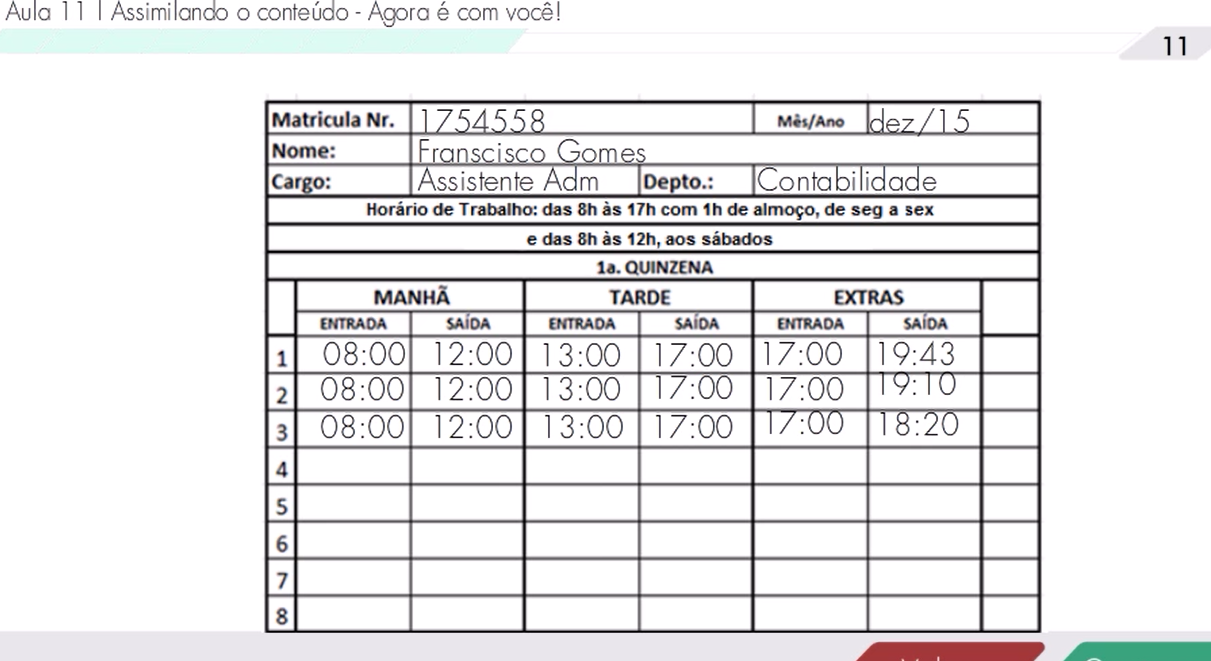 Aula 11 | Assimilando o conteúdo - Agora é com você!
11
Matricula Nr. 1754558 Mês/Ano dez/15
Nome: Franscisco Gomes
Cargo: Assistente Adm Depto.: Contabilidade
Horário de Trabalho: das 8h às 17h com 1h de almoço, de seg a sex
e das 8h às 12h, aos sábados
1a. QUINZENA
MANHÃ TARDE EXTRAS
ENTRADA SAÍDA ENTRADA SAÍDA ENTRADA SAÍDA
1 08:00 12:00 13:00 17:00 17:00 19:43
2 08:00 12:00 13:00 17:00 17:00 19:10
3 08:00 12:00 13:00 17:00 17:00 18:20
4
5
6
7
8